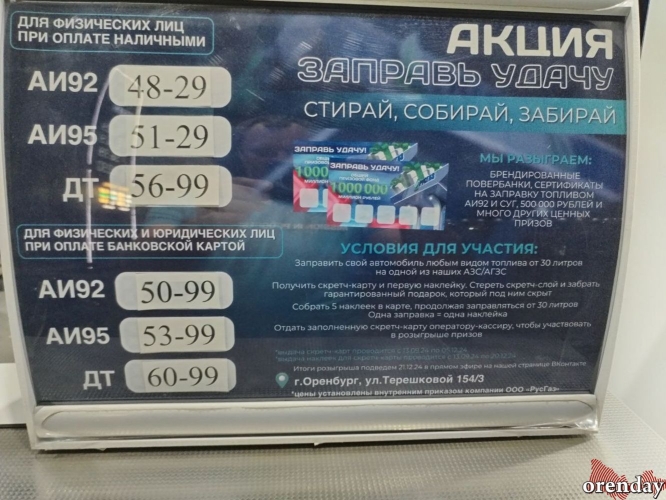 ДЛЯ ФИЗИЧЕСКИХ ЛИЦ
ПРИ ОПЛАТЕ НАЛИЧНЫМИ
АИ92 48-29
АИ95 51-29
ДТ 56-99
ДЛЯ ФИЗИЧЕСКИХ И ЮРИДИЧЕСКИХ ЛИЦ
ПРИ ОПЛАТЕ БАНКОВСКОЙ КАРТОЙ
АИ92 50-99
АИ95 53-99
ДТ 60-99
АКЦИЯ
ЗАПРАВЬ УДАЧУ
СТИРАЙ, СОБИРАЙ, ЗАБИРАЙ
ЗАПРАВЬ УДАЧУ!
ЗАПРАВЬ УДАЧУ!
1 000 000
МЫ РАЗЫГРАЕМ:
БРЕНДИРОВАННЫЕ
ПОВЕРБАНКИ, СЕРТИФИКАТЫ
НА ЗАПРАВКУ ТОПЛИВОМ
АИ92 И СУГ, 500 000 РУБЛЕЙ И
МНОГО ДРУГИХ ЦЕННЫХ
ПРИЗОВ
УСЛОВИЯ ДЛЯ УЧАСТИЯ:
Заправить свой автомобиль любым видом топлива от 30 литров
на одной из наших АЗС/АГЗС
Получить скретч-карту и первую наклейку. Стереть скретч-слой и забрать
гарантированный подарок, который под ним скрыт
Собрать 5 наклеек в карте, продолжая заправляться от 30 литров
Одна заправка = одна наклейка
Отдать заполненную скретч-карту оператору-кассиру, чтобы участвовать
в розыгрыше призов
Итоги розыгрыша подведем 21.12.24 в прямом эфире на нашей странице ВКонтакте
г.Оренбург, ул.Терешковой 154/3
*цены установлены внутренним приказом компании ООО «РусГаз»
orenday